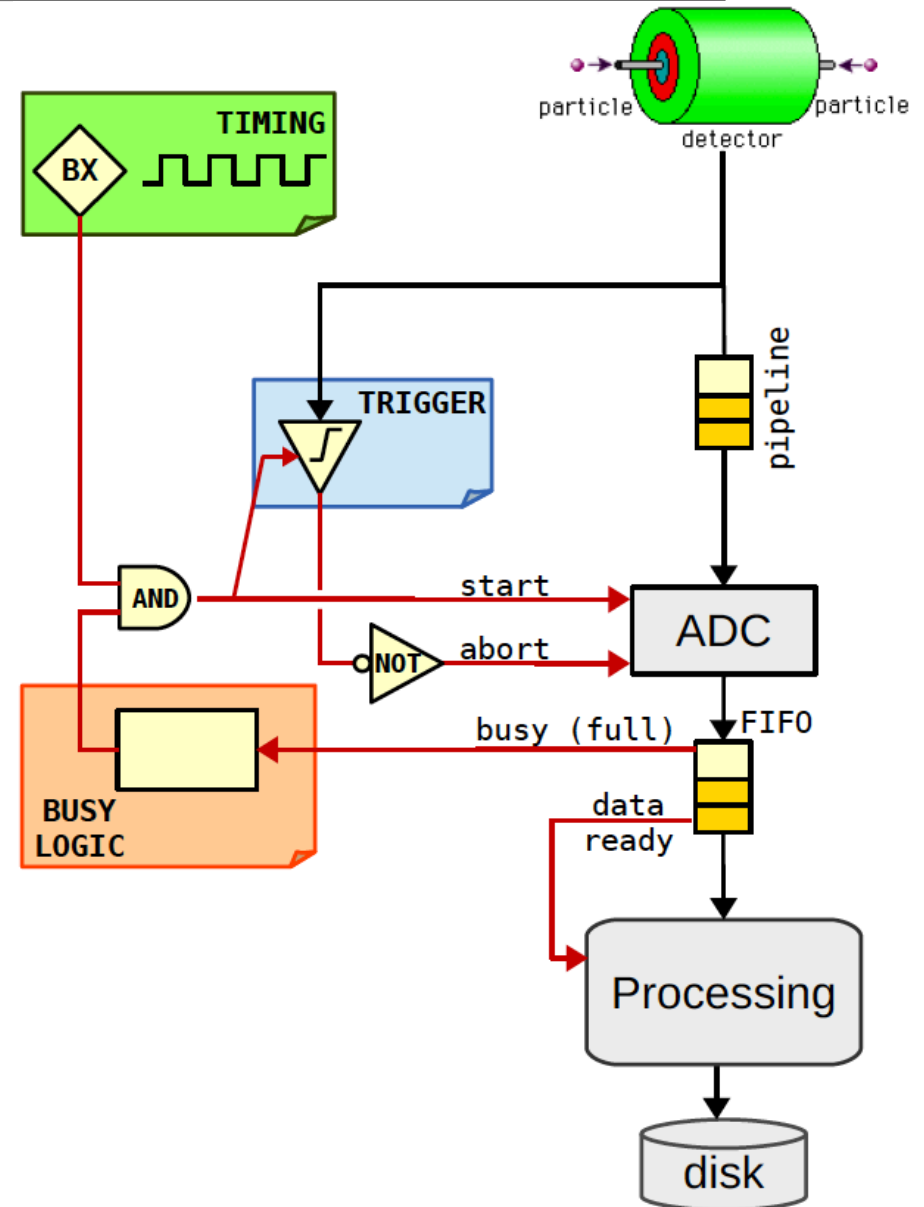 particle
particle
detector
TIMING
BX
pipeline
TRIGGER
AND
start
ADC
NOT
abort
busy (full)
FIFO
BUSY
LOGIC
data
ready
Processing
disk